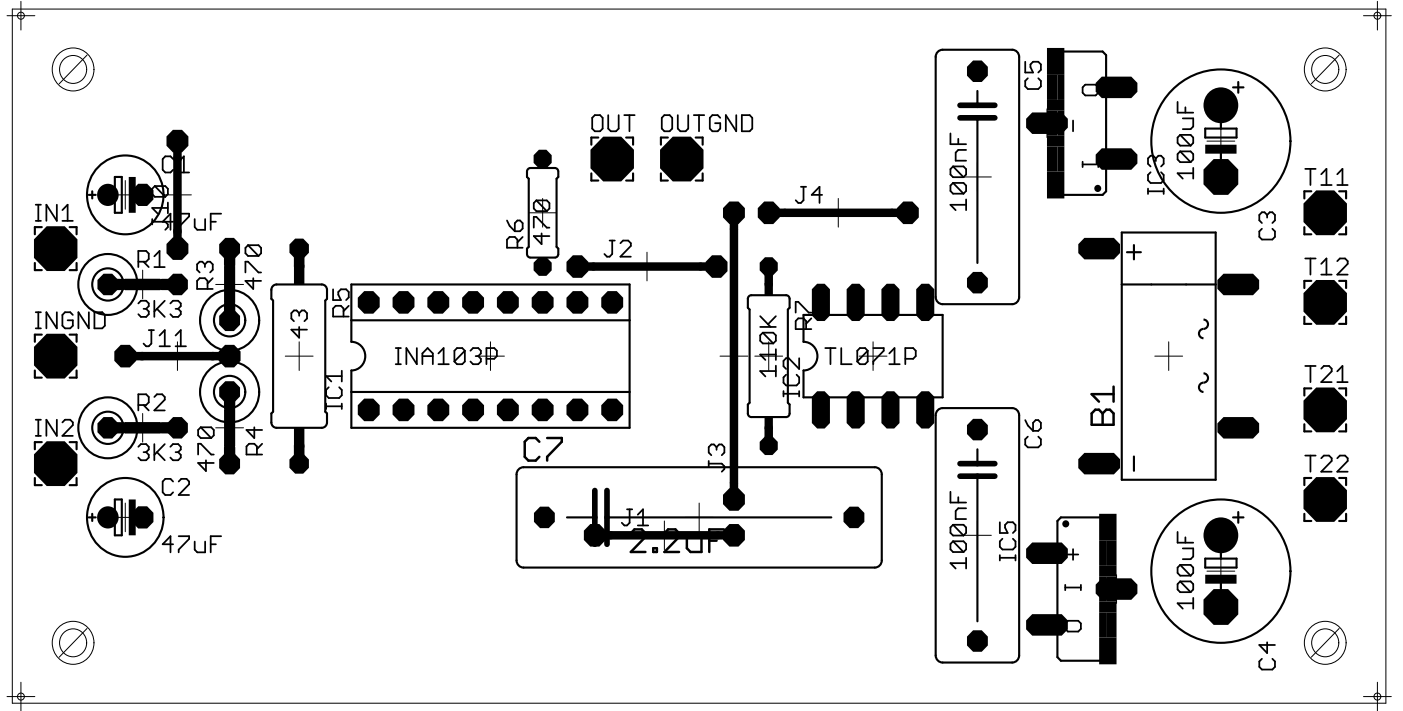 OUT
OUTGND
C5
100nF
O
-
I
IC3
100uF
+
C3
C1
47uF
IN1
R1
3K3
R3
470
R6
470
J2
J4
T11
T12
INGND
J11
43
R5
IC1
INA103P
110K
R7
IC2
TL071P
+
~
~
-
B1
T21
IN2
R2
3K3
470
R4
C7
J3
C6
100nF
IC5
T22
C2
47uF
J1
2.2uF
+
I
O
100uF
+
C4